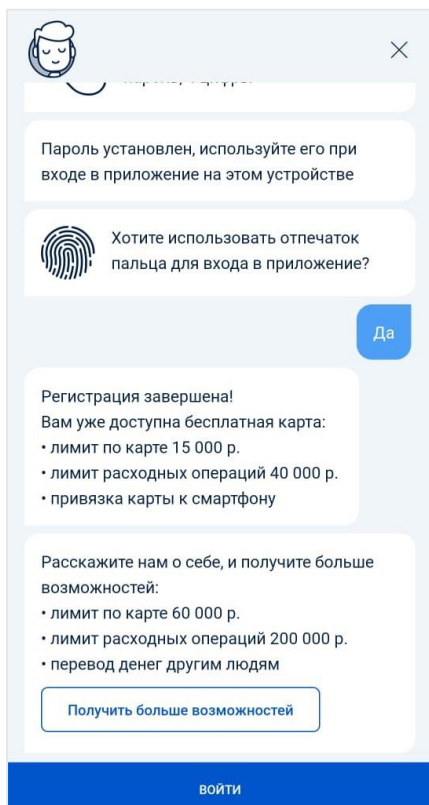 Пароль установлен, используйте его при
входе в приложение на этом устройстве
Хотите использовать отпечаток
пальца для входа в приложение?
Да
Регистрация завершена!
Вам уже доступна бесплатная карта:
• лимит по карте 15 000 р.
• лимит расходных операций 40 000 р.
• привязка карты к смартфону
Расскажите нам о себе, и получите больше
возможностей:
• лимит по карте 60 000 р.
• лимит расходных операций 200 000 р.
• перевод денег другим людям
Получить больше возможностей
ВОЙТИ